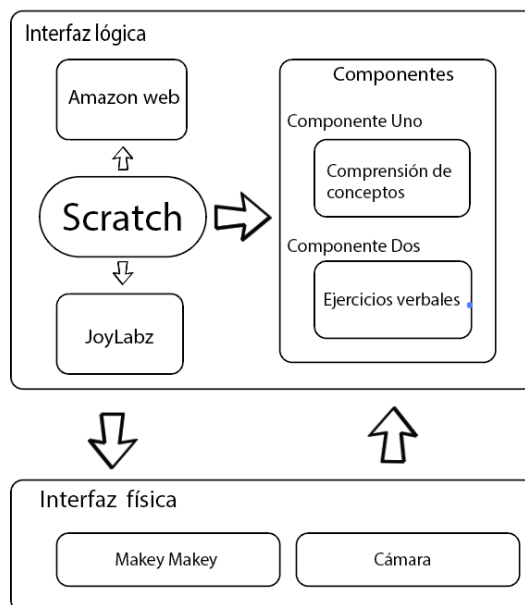 Interfaz lógica
Amazon web
Scratch
JoyLabz
Componentes
Componente Uno
Comprensión de
conceptos
Componente Dos
Ejercicios verbales
Interfaz física
Makey Makey
Cámara